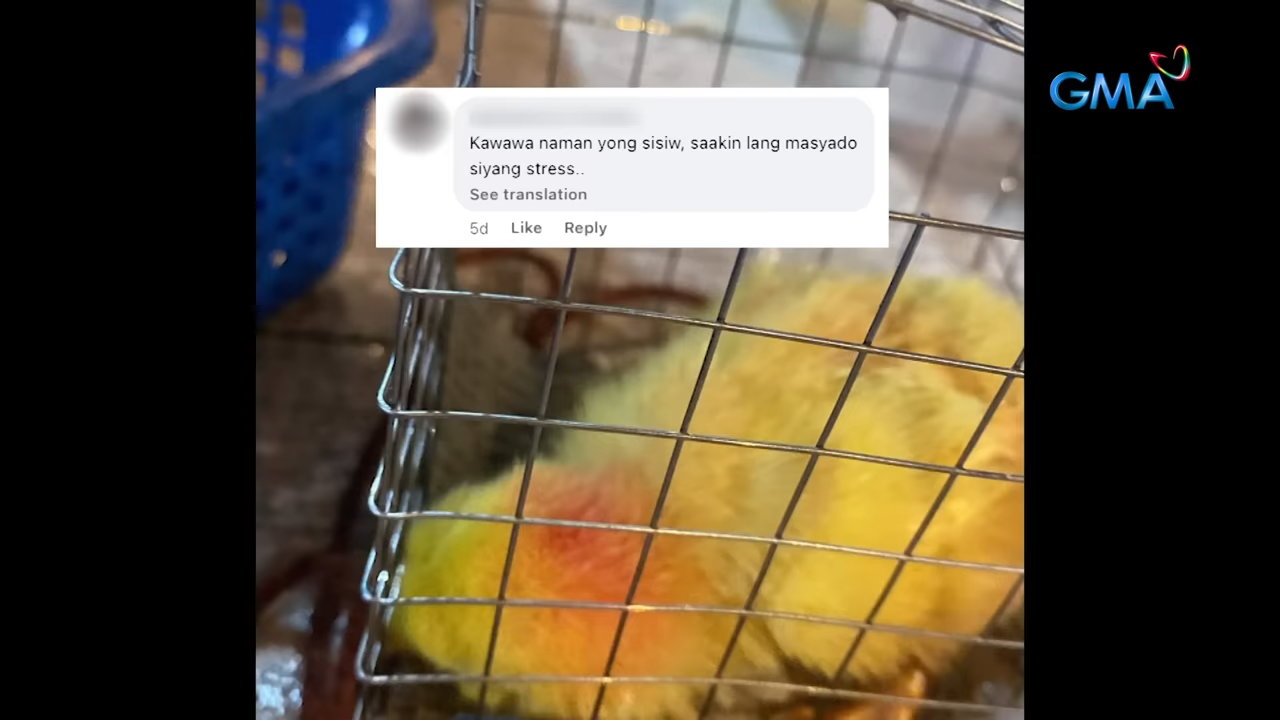 GMA
Kawawa naman yong sisiw, saakin lang masyado
siyang stress..
See translation
5d Like Reply